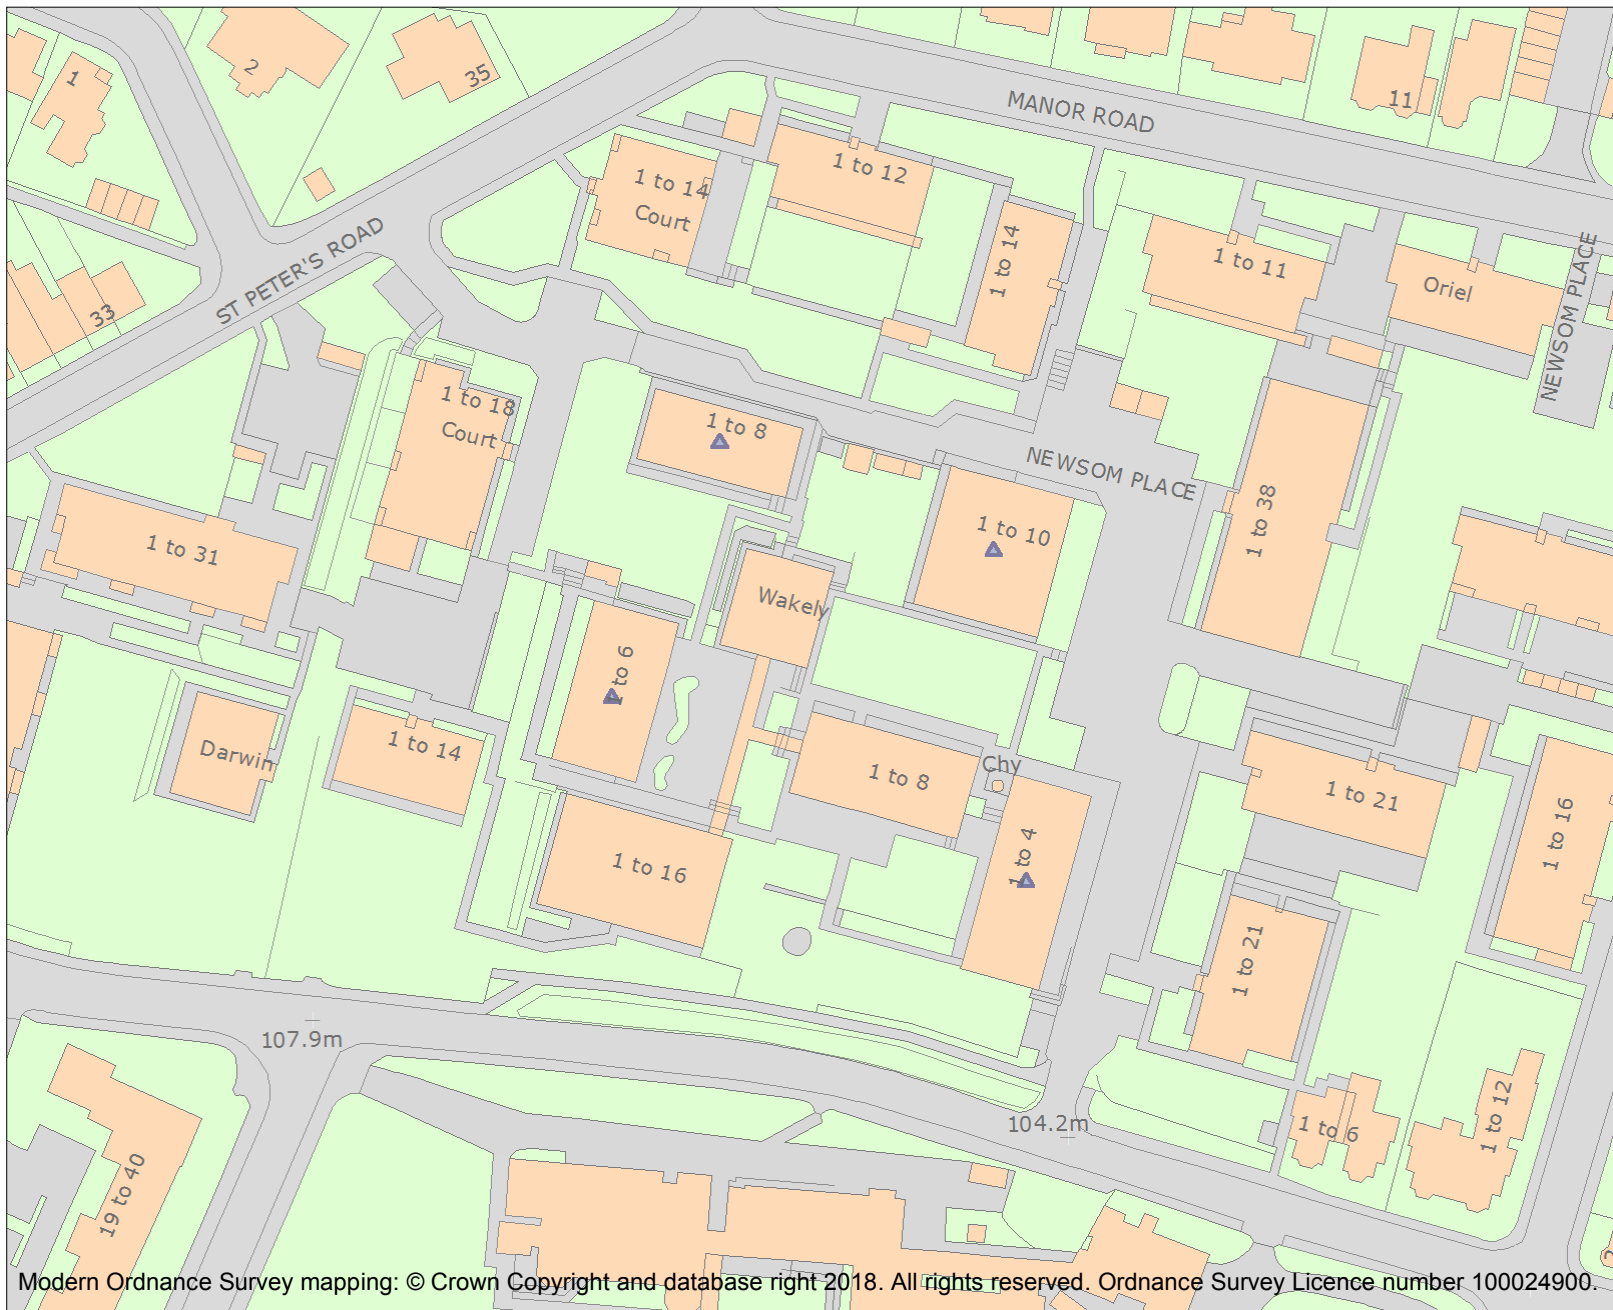 1
2
35
MANOR ROAD
11
1 to 14
Court
1 to 12
1 to 14
1 to 11
Oriel
NEWSOM PLACE
ST PETER'S ROAD
33
1 to 18
Court
1 to 8
NEWSOM PLACE
1 to 10
1 to 38
1 to 31
Wakely
1 to 6
Darwin
1 to 14
1 to 8
Chy
1 to 4
1 to 21
1 to 16
1 to 16
1 to 21
107.9m
104.2m
1 to 6
1 to 12
19 to 40
Modern Ordnance Survey mapping: © Crown Copyright and database right 2018. All rights reserved. Ordnance Survey Licence number 100024900.